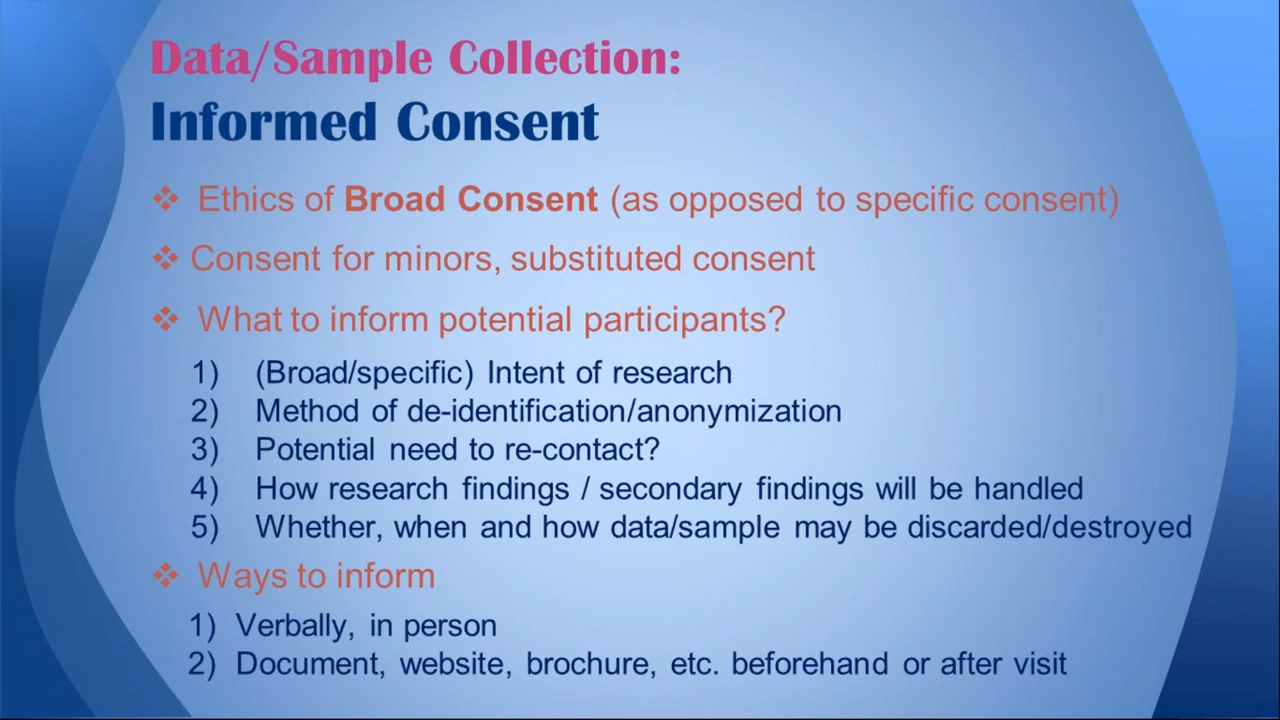 Data/Sample Collection:
Informed Consent
❖ Ethics of Broad Consent (as opposed to specific consent)
❖ Consent for minors, substituted consent
❖ What to inform potential participants?
1) (Broad/specific) Intent of research
2) Method of de-identification/anonymization
3) Potential need to re-contact?
4) How research findings / secondary findings will be handled
5) Whether, when and how data/sample may be discarded/destroyed
❖ Ways to inform
1) Verbally, in person
2) Document, website, brochure, etc. beforehand or after visit